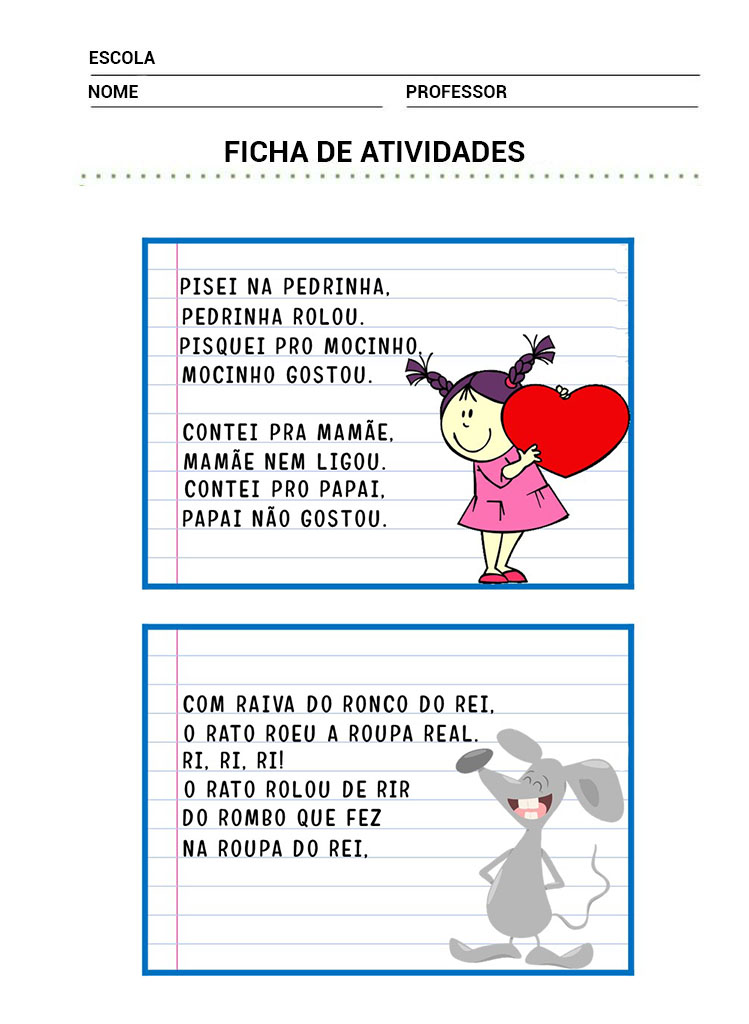 ESCOLA
NOME PROFESSOR
FICHA DE ATIVIDADES
PISEI NA PEDRINHA,
PEDRINHA ROLOU.
PISQUEI PRO MOCINHO,
MOCINHO GOSTOU.
CONTEI PRA MAMÃE,
MAMÃE NEM LIGOU.
CONTEI PRO PAPAI,
PAPAI NÃO GOSTOU.
COM RAIVA DO RONCO DO REI,
O RATO ROEU A ROUPA REAL.
RI, RI, RI!
O RATO ROLOU DE RIR
DO ROMBO QUE FEZ
NA ROUPA DO REI,